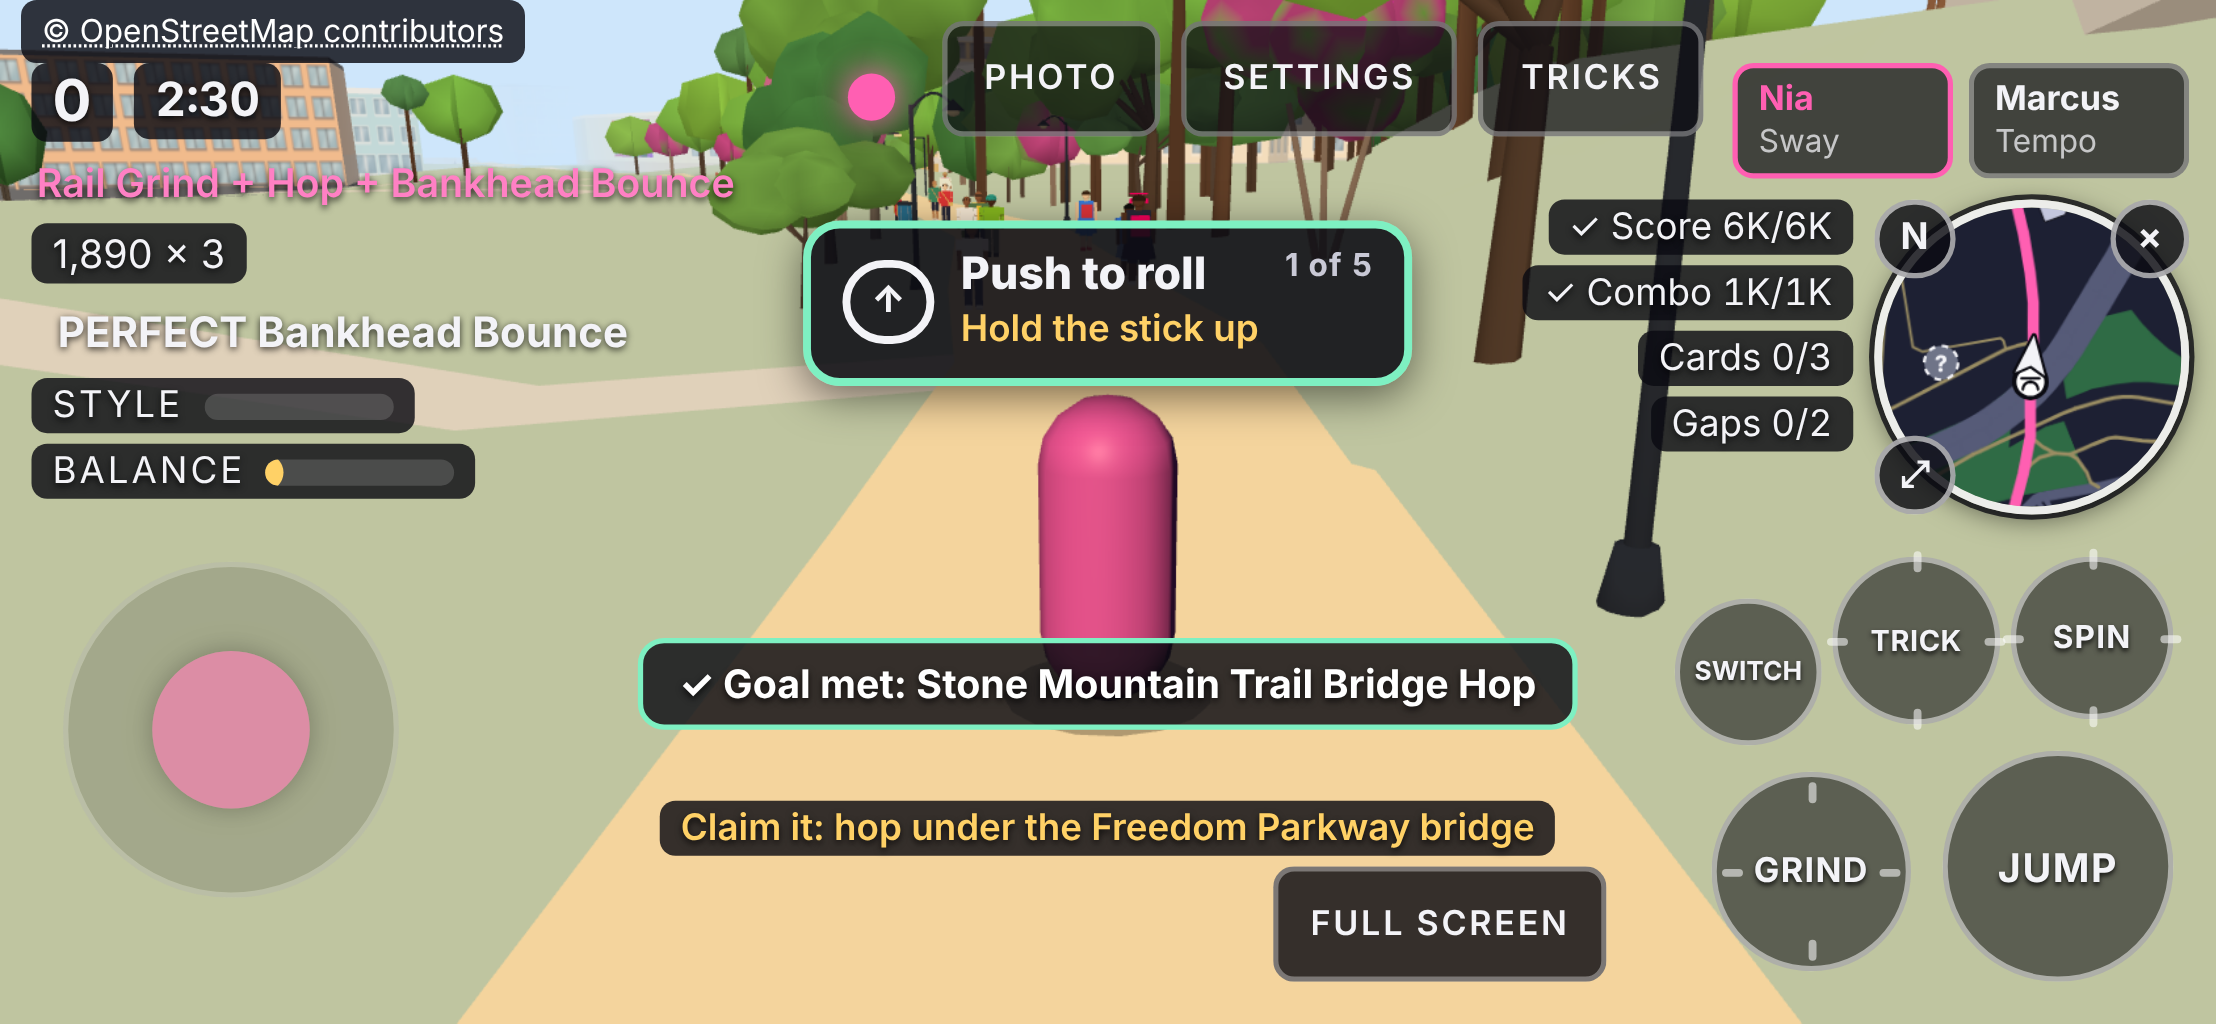 © OpenStreetMap contributors
0
2:30
PHOTO
SETTINGS
TRICKS
Nia
Sway
Marcus
Tempo
Rail Grind + Hop + Bankhead Bounce
1,890 × 3
PERFECT Bankhead Bounce
STYLE
BALANCE
Push to roll
1 of 5
Hold the stick up
✓ Score 6K/6K
✓ Combo 1K/1K
Cards 0/3
Gaps 0/2
N
×
?
✓ Goal met: Stone Mountain Trail Bridge Hop
Claim it: hop under the Freedom Parkway bridge
FULL SCREEN
SWITCH
TRICK
SPIN
GRIND
JUMP